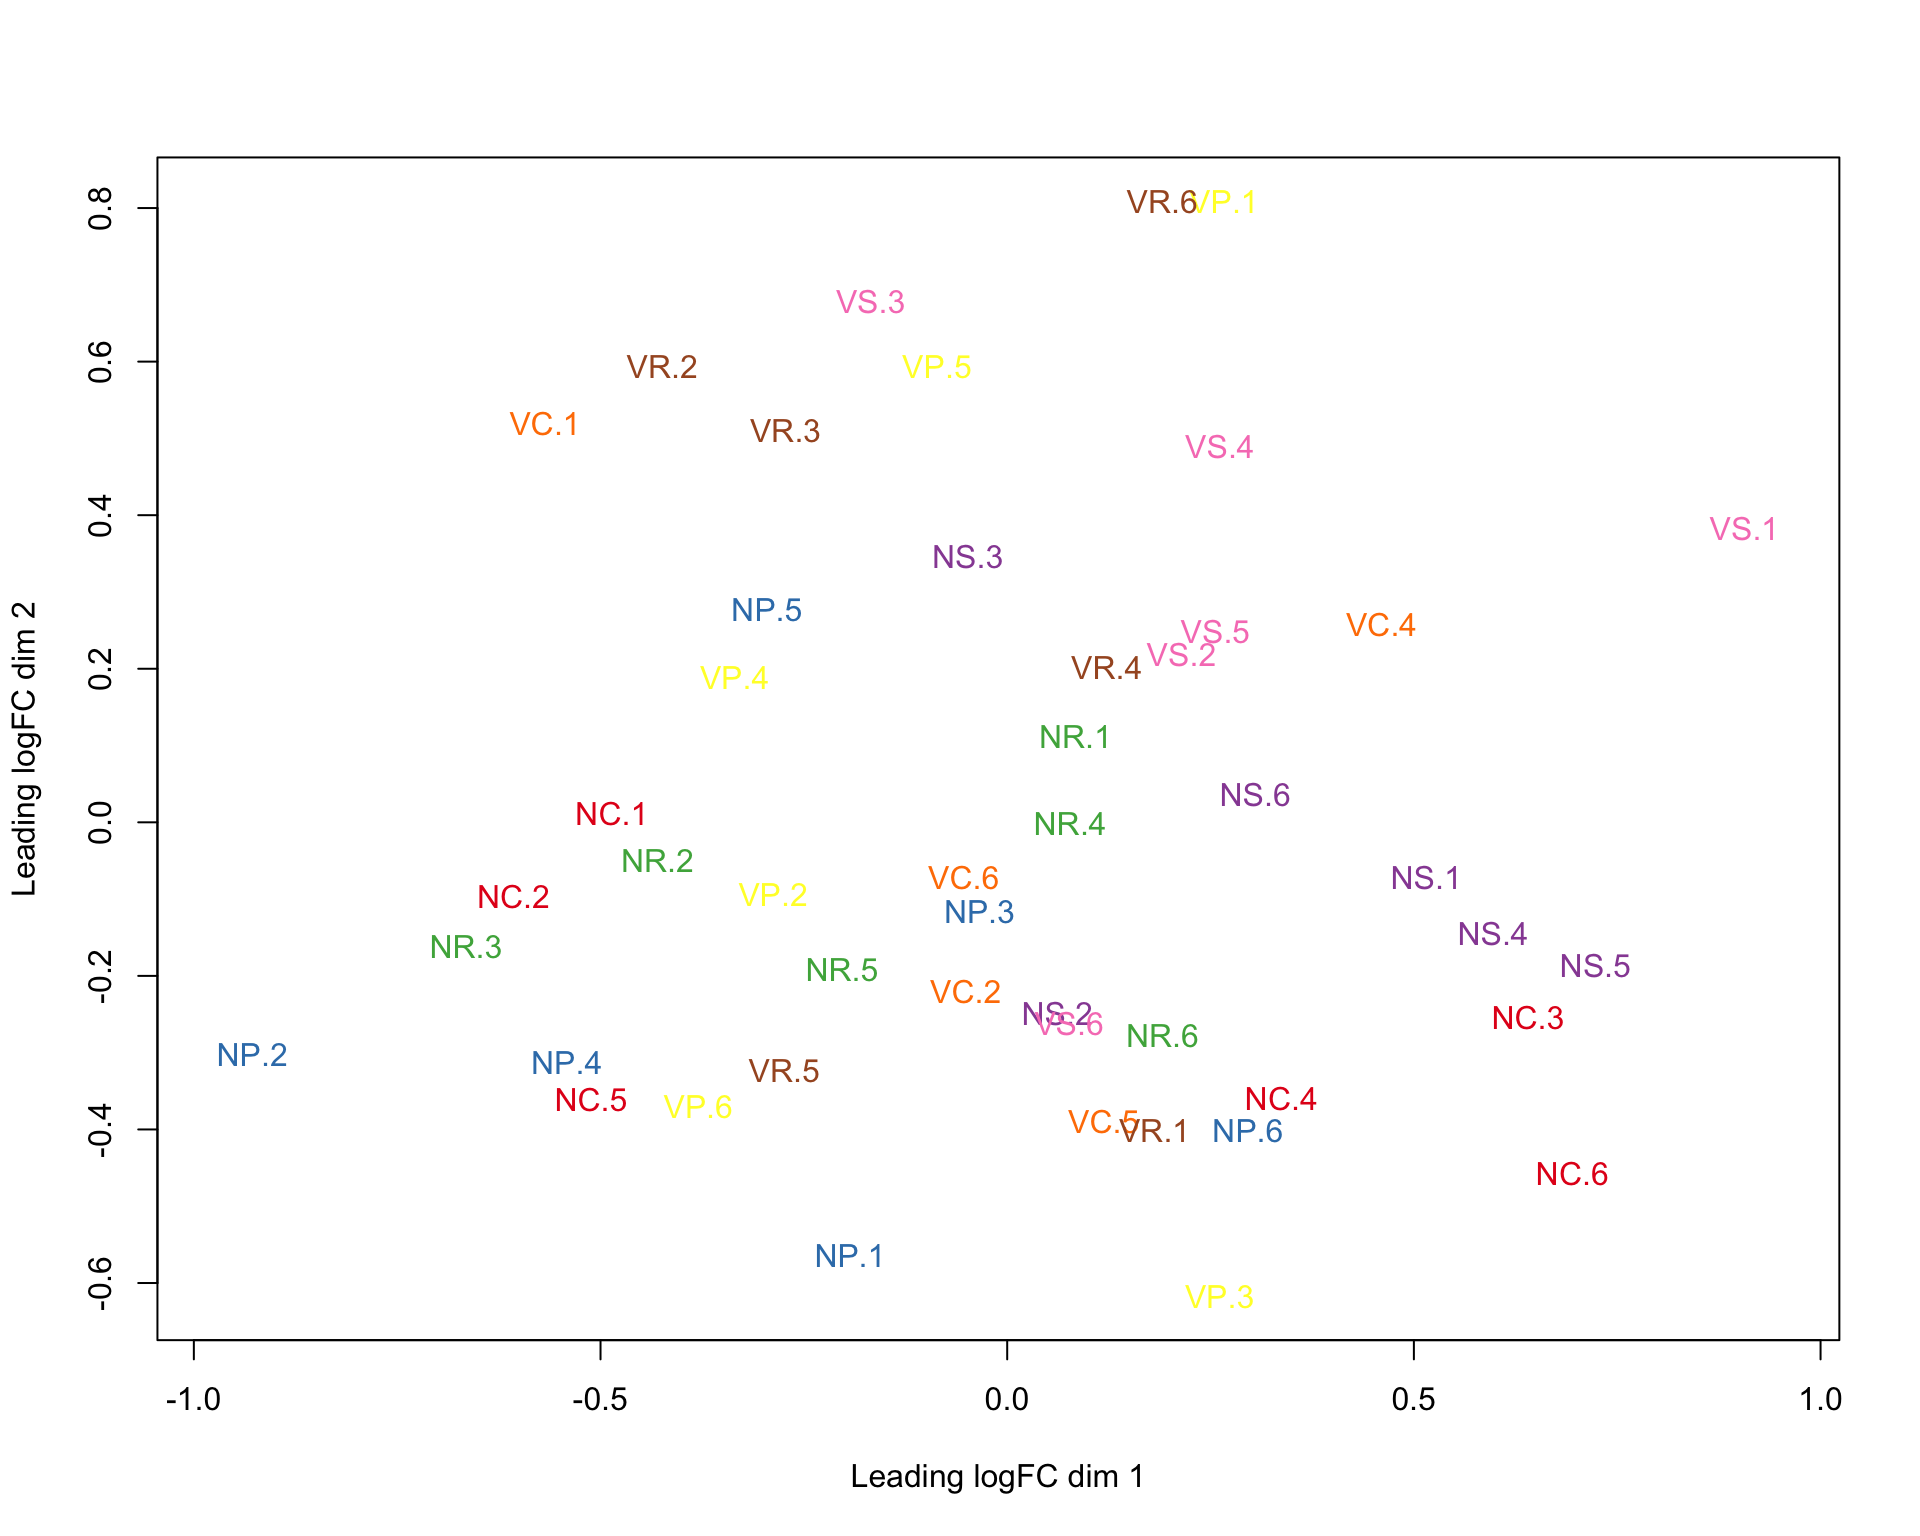 VR.6 VP.1
VS.3
VR.2 VP.5
VC.1 VR.3
VS.4
VS.1
NS.3
NP.5
VS.5 VC.4
VS.2
VR.4
VP.4
NR.1
NS.6
NC.1
NR.4
NR.2
VC.6 NS.1
NC.2 VP.2
NP.3
NS.4
NR.3
NR.5 NS.5
VC.2
NS.2 NC.3
VS.6
NR.6
NP.2
NP.4 VR.5
NC.5 VP.6 NC.4
VC.5 VR.1 NP.6
NC.6
NP.1
VP.3
0.8
0.6
0.4
0.2
0.0
-0.2
-0.4
-0.6
Leading logFC dim 2
-1.0 -0.5 0.0 0.5 1.0
Leading logFC dim 1